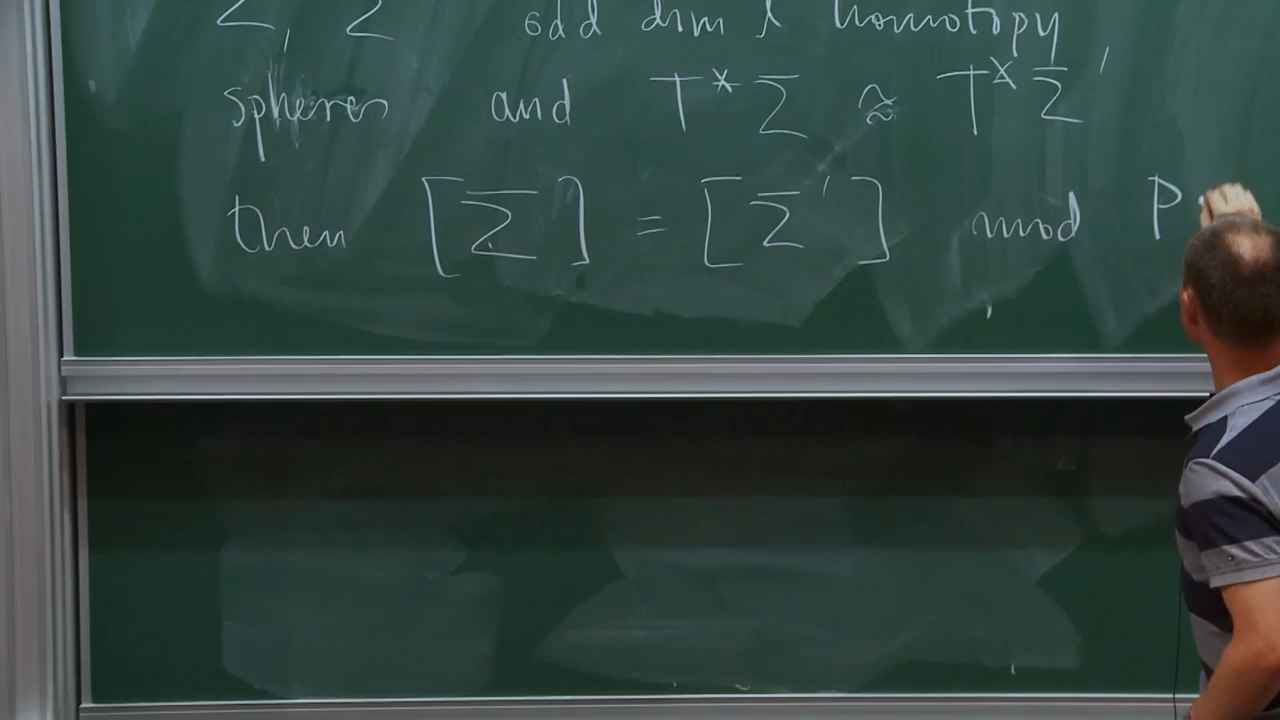 Σ, Σ odd dim'l homotopy
spheres and T*Σ ≈ T*Σ'
then [Σ] = [Σ'] mod P